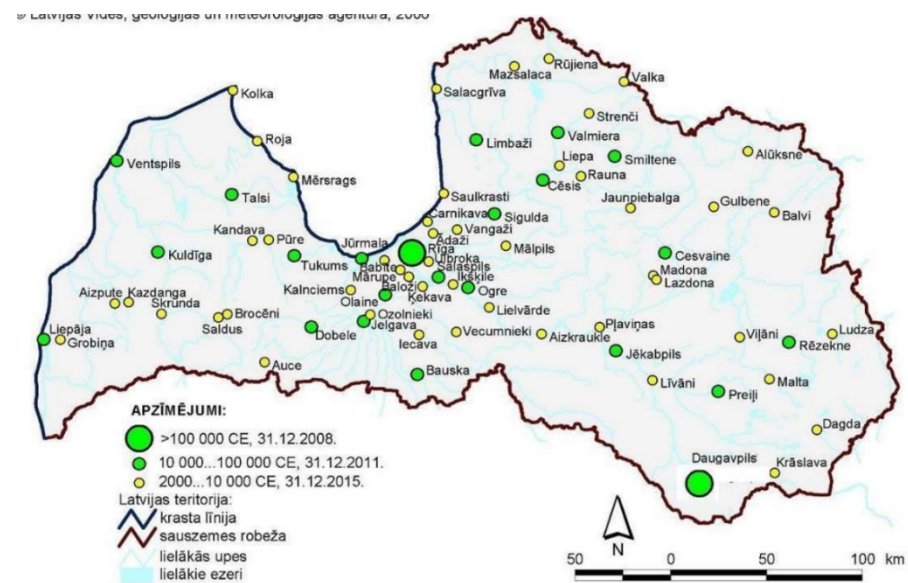 © Latvijas Vides, ģeoloģijas un meteoroloģijas aģentūra, 2006
Rūjiena
Mazsalaca
Valka
Kolka
Salacgrīva
Strenči
Roja
Limbaži
Valmiera
Alūksne
Ventspils
Liepa
Smiltene
Mērsrags
Rauna
Cēsis
Talsi
Saulkrasti
Jaunpiebalga
Gulbene
Sigulda
Balvi
Carnikava
Kandava
Pūre
Vangaži
Ādaži
Jūrmala
Mālpils
Rīga
Kuldīga
Ulbroka
Cesvaine
Tukums
Babīte
Salaspils
Mārupe
Ikšķile
Madona
Kalnciems
Baloži
Ogre
Lazdona
Aizpute
Kazdanga
Ķekava
Skrunda
Olaine
Lielvārde
Brocēni
Ozolnieki
Saldus
Jelgava
Pļaviņas
Liepāja
Dobele
Vecumnieki
Aizkraukle
Viļāni
Ludza
Grobiņa
Iecava
Rēzekne
Jēkabpils
Auce
Bauska
Līvāni
Malta
Preiļi
Dagda
Daugavpils
Krāslava
APZĪMĒJUMI:
>100 000 CE, 31.12.2008.
10 000...100 000 CE, 31.12.2011.
2000...10 000 CE, 31.12.2015.
Latvijas teritorija:
krasta līnija
sauszemes robeža
lielākās upes
lielākie ezeri
N
50 0 50 100 km